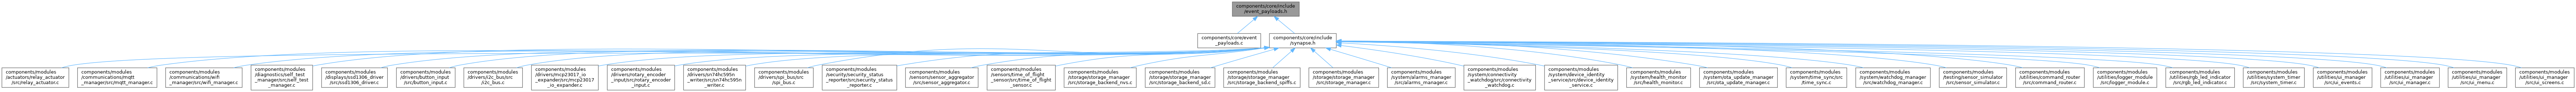 components/core/include
/event_payloads.h
components/core/event
_payloads.c
components/core/include
/synapse.h
components/modules
/actuators/relay_actuator
/src/relay_actuator.c
components/modules
/communications/mqtt
_manager/src/mqtt_manager.c
components/modules
/communications/wifi
_manager/src/wifi_manager.c
components/modules
/diagnostics/self_test
_manager/src/self_test
_manager.c
components/modules
/displays/ssd1306_driver
/src/ssd1306_driver.c
components/modules
/drivers/button_input
/src/button_input.c
components/modules
/drivers/i2c_bus/src
/i2c_bus.c
components/modules
/drivers/mcp23017_io
_expander/src/mcp23017
_io_expander.c
components/modules
/drivers/rotary_encoder
_input/src/rotary_encoder
_input.c
components/modules
/drivers/sn74hc595n
_writer/src/sn74hc595n
_writer.c
components/modules
/drivers/spi_bus/src
/spi_bus.c
components/modules
/security/security_status
_reporter/src/security_status
_reporter.c
components/modules
/sensors/sensor_aggregator
/src/sensor_aggregator.c
components/modules
/sensors/time_of_flight
_sensor/src/time_of_flight
_sensor.c
components/modules
/storage/storage_manager
/src/storage_backend_nvs.c
components/modules
/storage/storage_manager
/src/storage_backend_sd.c
components/modules
/storage/storage_manager
/src/storage_backend_spiffs.c
components/modules
/storage/storage_manager
/src/storage_manager.c
components/modules
/system/alarms_manager
/src/alarms_manager.c
components/modules
/system/connectivity
_watchdog/src/connectivity
_watchdog.c
components/modules
/system/device_identity
_service/src/device_identity
_service.c
components/modules
/system/health_monitor
/src/health_monitor.c
components/modules
/system/ota_update_manager
/src/ota_update_manager.c
components/modules
/system/time_sync/src
/time_sync.c
components/modules
/system/watchdog_manager
/src/watchdog_manager.c
components/modules
/testing/sensor_simulator
/src/sensor_simulator.c
components/modules
/utilities/command_router
/src/command_router.c
components/modules
/utilities/logger_module
/src/logger_module.c
components/modules
/utilities/rgb_led_indicator
/src/rgb_led_indicator.c
components/modules
/utilities/system_timer
/src/system_timer.c
components/modules
/utilities/ui_manager
/src/ui_events.c
components/modules
/utilities/ui_manager
/src/ui_manager.c
components/modules
/utilities/ui_manager
/src/ui_menu.c
components/modules
/utilities/ui_manager
/src/ui_screens.c